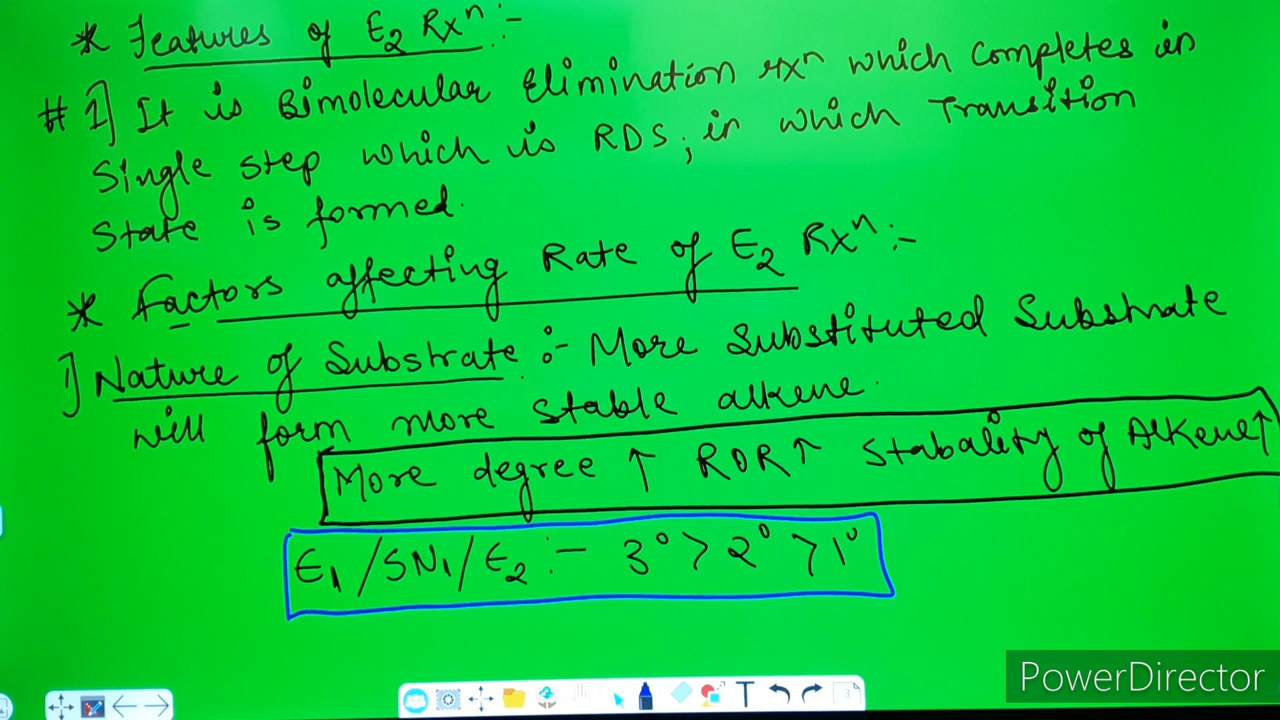 * Features of E₂ Rxⁿ :-
# 1] It is Bimolecular Elimination rxⁿ which completes in
Single step which is RDS; in which Transition
State is formed.
* Factors affecting Rate of E₂ Rxⁿ :-
1] Nature of Substrate :- More Substituted Substrate
will form more stable alkene.
More degree ↑ ROR↑ Stabality of Alkene↑
E₁/SN₁/E₂ :- 3° > 2° > 1°
T
3
PowerDirector